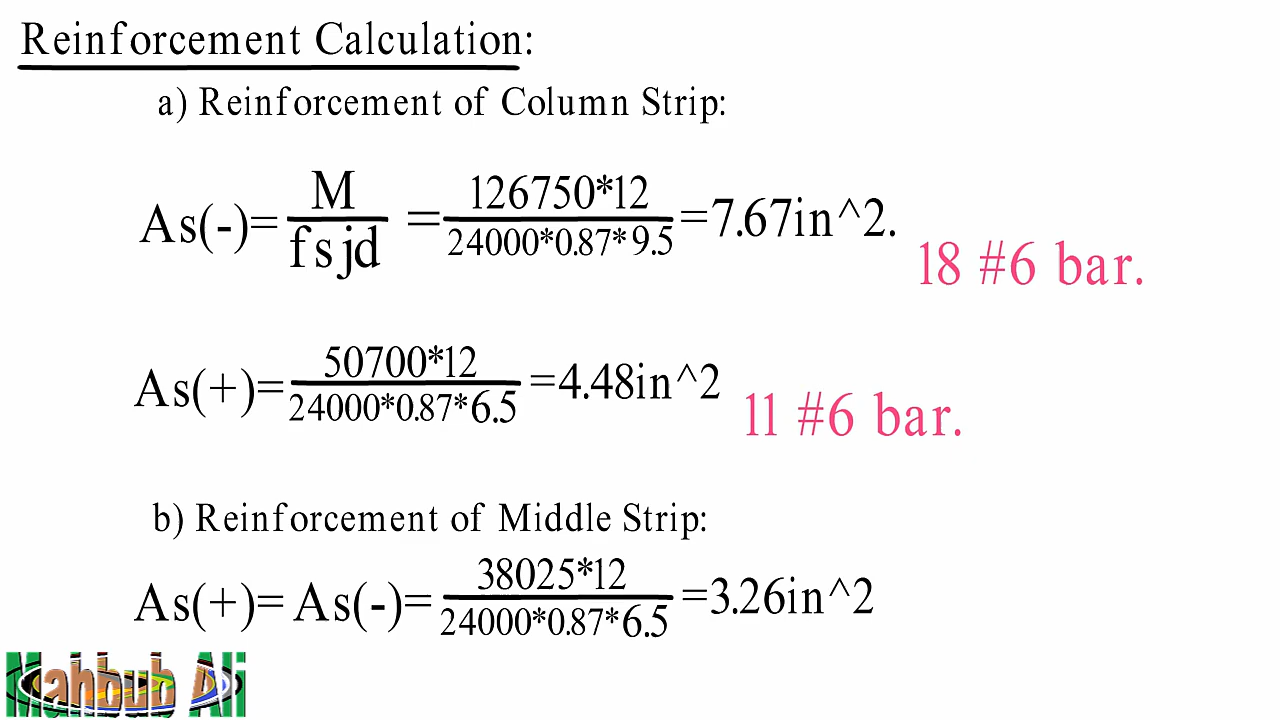 Reinforcement Calculation:
a) Reinforcement of Column Strip:
As(-)= M / fsjd = 126750*12 / 24000*0.87*9.5 =7.67in^2.
18 #6 bar.
As(+)= 50700*12 / 24000*0.87*6.5 =4.48in^2
11 #6 bar.
b) Reinforcement of Middle Strip:
As(+)= As(-)= 38025*12 / 24000*0.87*6.5 =3.26in^2
Mahbub Ali